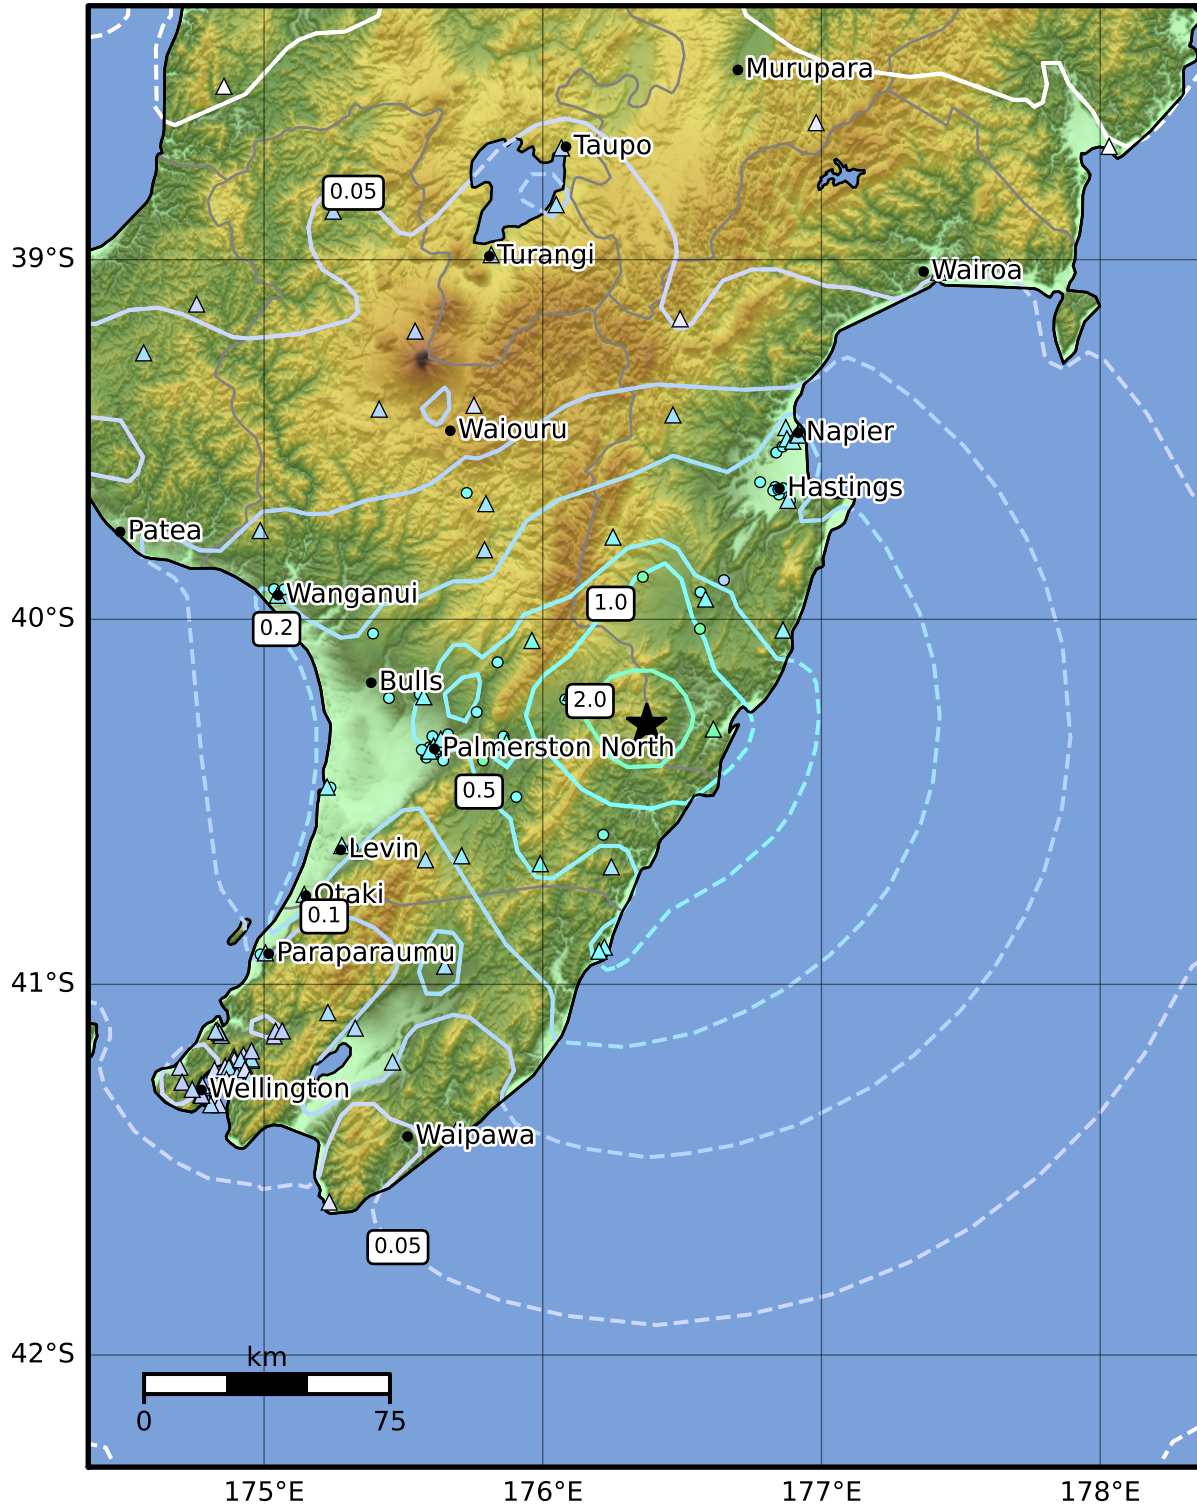 Murupara
Taupo
0.05
39°S
Turangi
Wairoa
Waiouru
Napier
Hastings
Patea
Wanganui
1.0
40°S
0.2
Bulls
2.0
Palmerston North
0.5
Levin
Otaki
0.1
Paraparaumu
41°S
Wellington
Waipawa
0.05
42°S
km
0
75
175°E
176°E
177°E
178°E